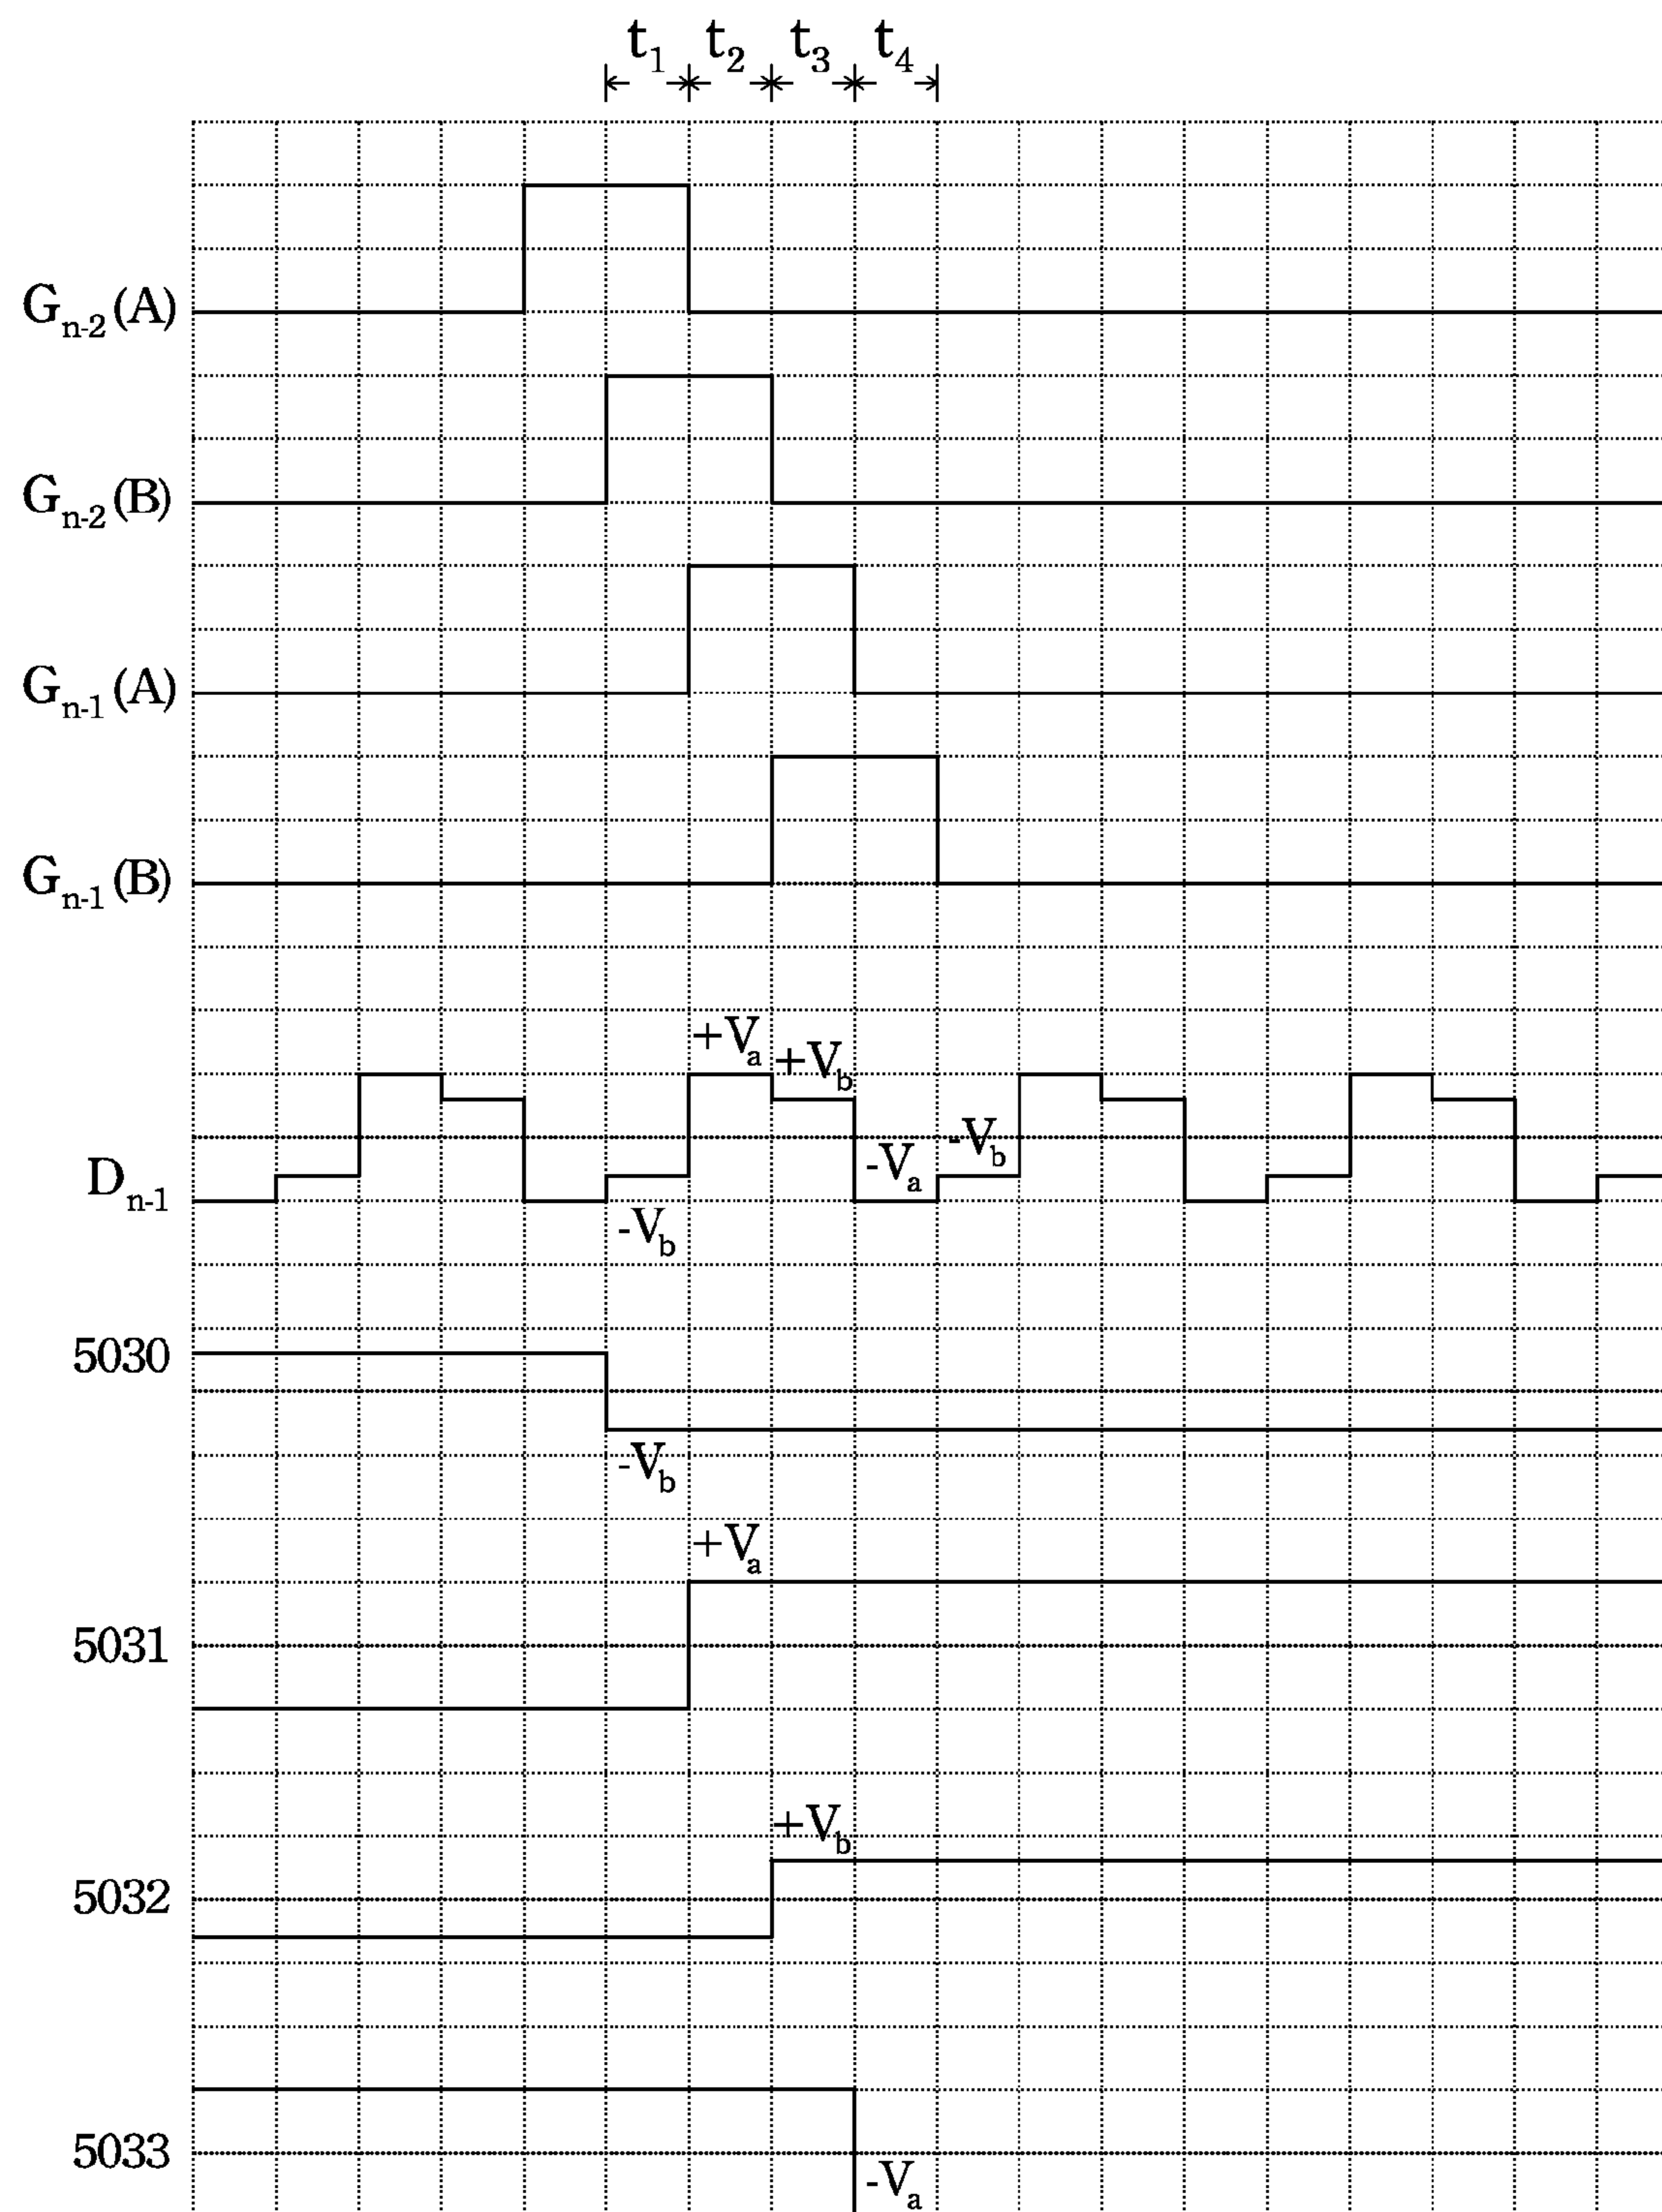 t1 t2 t3 t4
Gn-2(A)
Gn-2(B)
Gn-1(A)
Gn-1(B)
+Va +Vb
-Va -Vb
Dn-1
-Vb
5030
-Vb
+Va
5031
+Vb
5032
5033
-Va